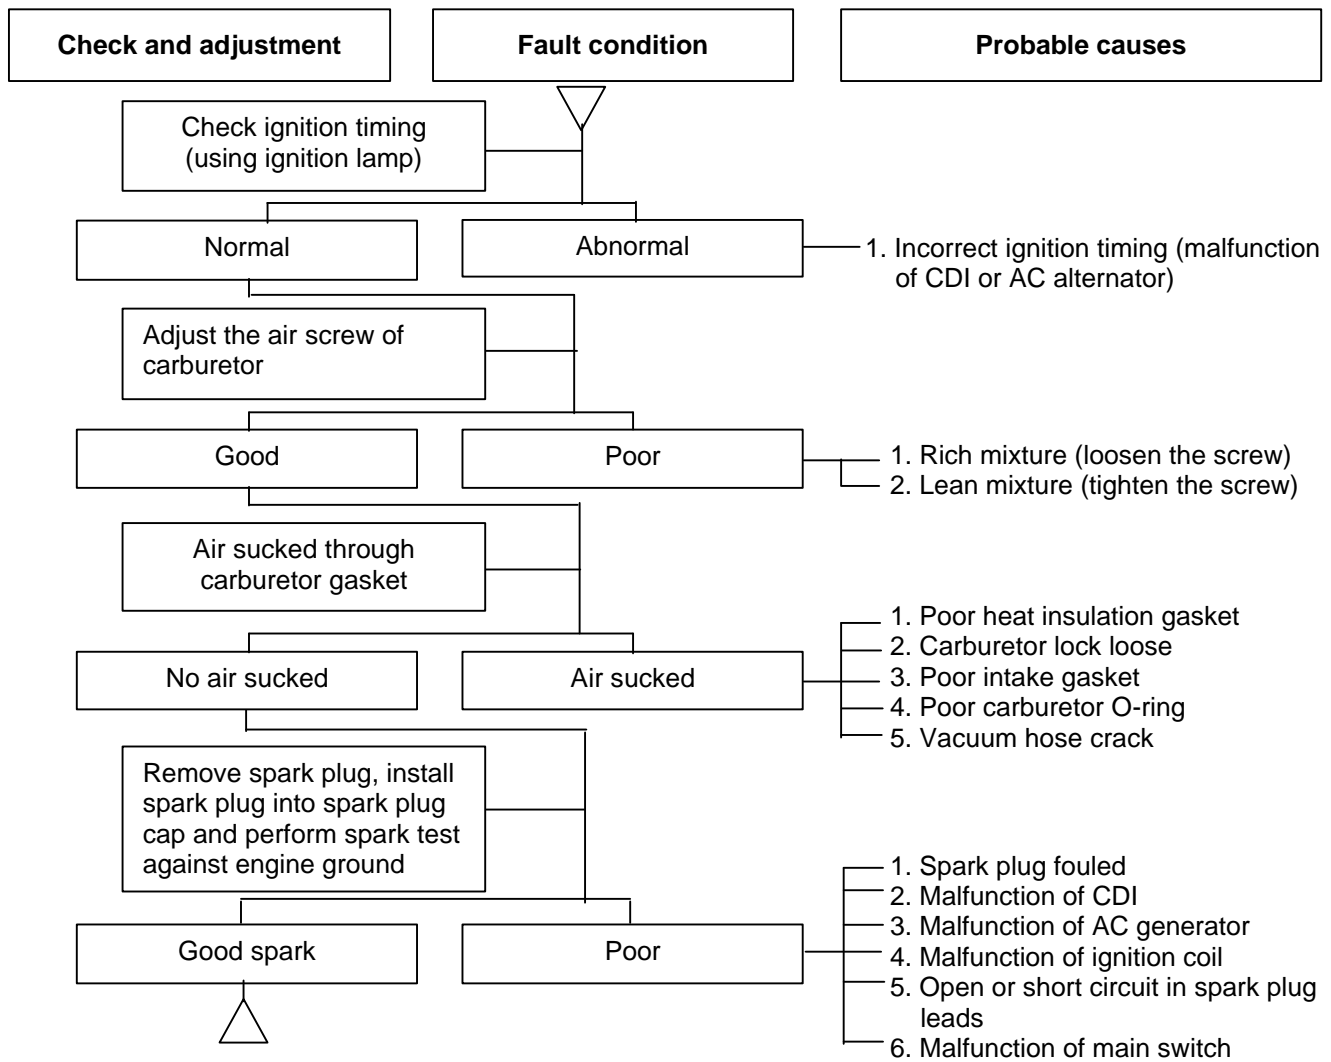 Check and adjustment
Fault condition
Probable causes
Check ignition timing
(using ignition lamp)
Normal
Abnormal
1. Incorrect ignition timing (malfunction
of CDI or AC alternator)
Adjust the air screw of
carburetor
Good
Poor
1. Rich mixture (loosen the screw)
2. Lean mixture (tighten the screw)
Air sucked through
carburetor gasket
No air sucked
Air sucked
1. Poor heat insulation gasket
2. Carburetor lock loose
3. Poor intake gasket
4. Poor carburetor O-ring
5. Vacuum hose crack
Remove spark plug, install
spark plug into spark plug
cap and perform spark test
against engine ground
Good spark
Poor
1. Spark plug fouled
2. Malfunction of CDI
3. Malfunction of AC generator
4. Malfunction of ignition coil
5. Open or short circuit in spark plug
leads
6. Malfunction of main switch